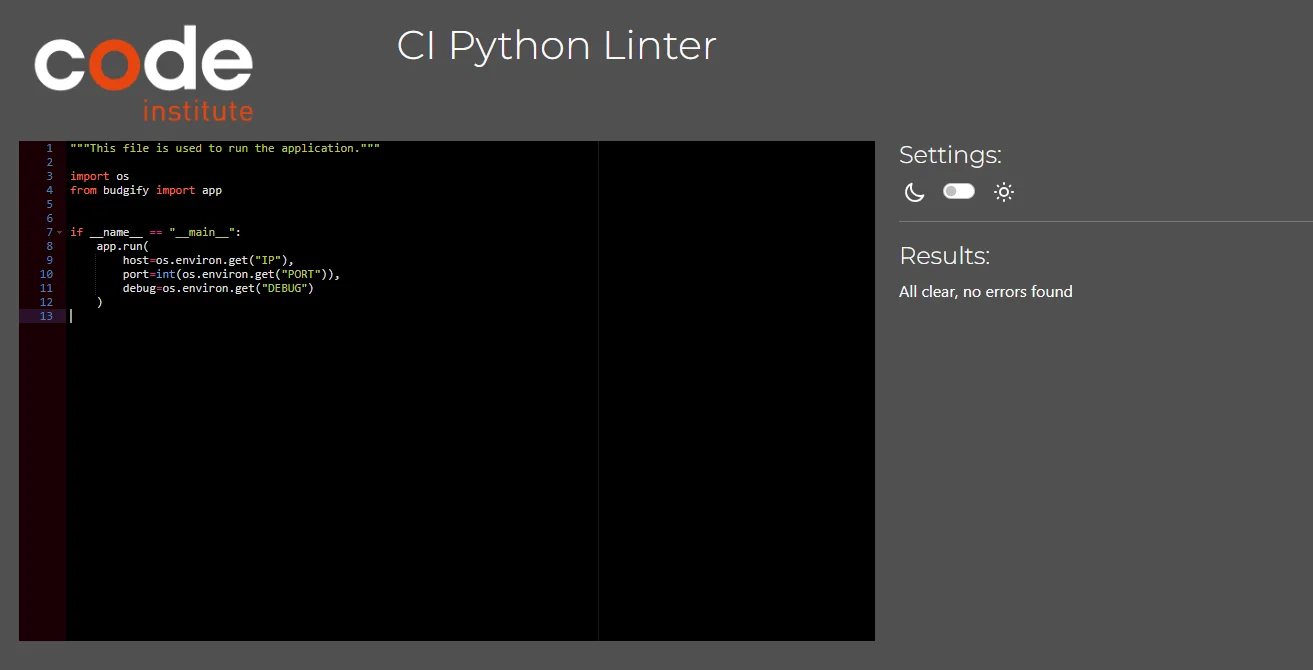 code
institute
CI Python Linter
1 """This file is used to run the application."""
2
3 import os
4 from budgify import app
5
6
7 if __name__ == "__main__":
8     app.run(
9         host=os.environ.get("IP"),
10         port=int(os.environ.get("PORT")),
11         debug=os.environ.get("DEBUG")
12     )
13
Settings:
Results:
All clear, no errors found